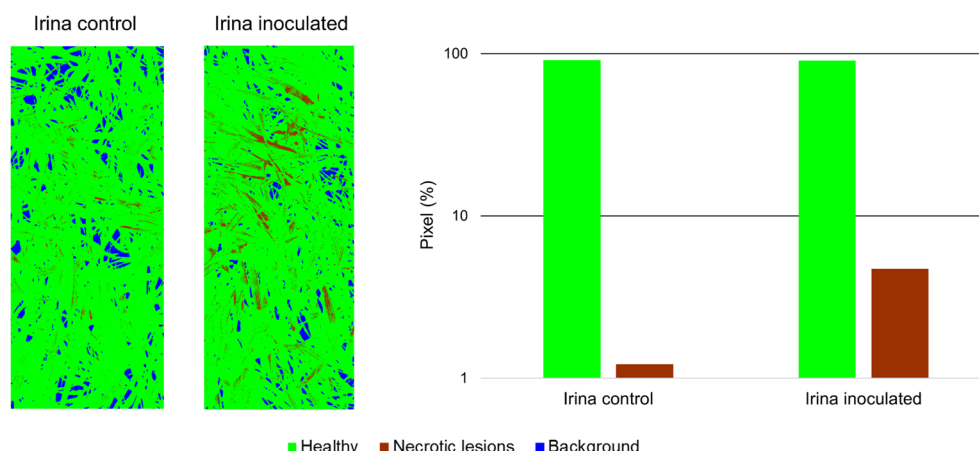 Irina control
Irina inoculated
100
10
1
Pixel (%)
Irina control
Irina inoculated
Healthy
Necrotic lesions
Background